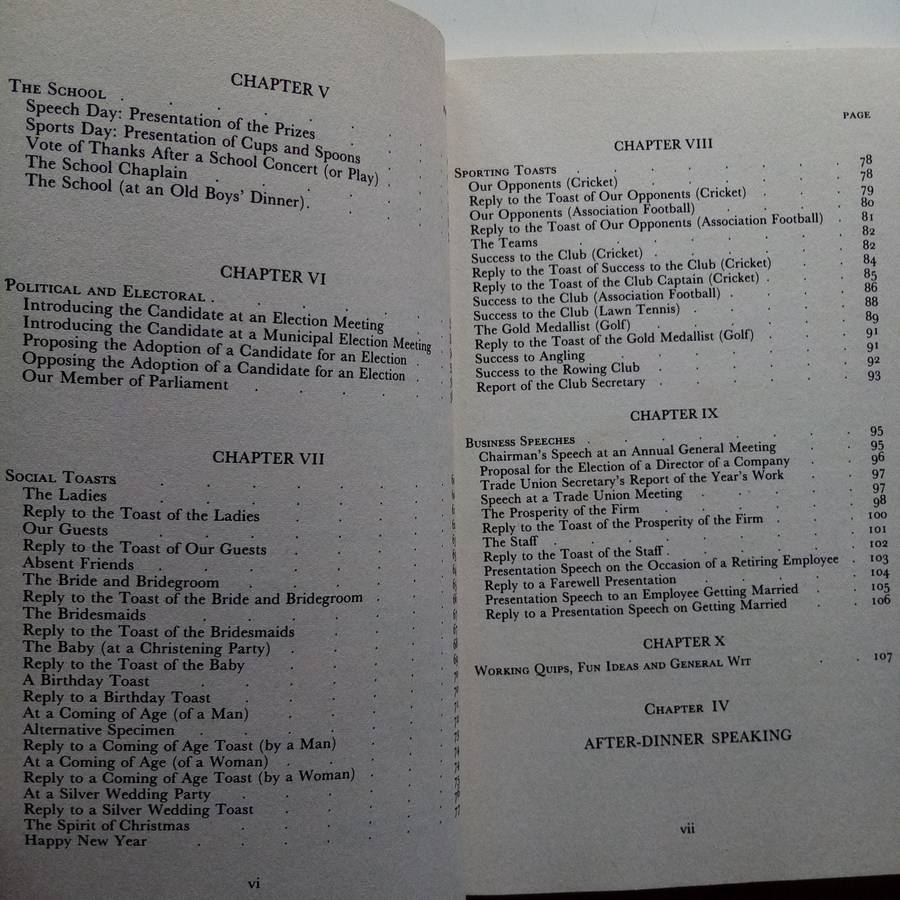 CHAPTER V
THE SCHOOL
Speech Day: Presentation of the Prizes
Sports Day: Presentation of Cups and Spoons
Vote of Thanks After a School Concert (or Play)
The School Chaplain
The School (at an Old Boys' Dinner).
CHAPTER VI
POLITICAL AND ELECTORAL
Introducing the Candidate at an Election Meeting
Introducing the Candidate at a Municipal Election Meeting
Proposing the Adoption of a Candidate for an Election
Opposing the Adoption of a Candidate for an Election
Our Member of Parliament
CHAPTER VII
SOCIAL TOASTS
The Ladies
Reply to the Toast of the Ladies
Our Guests
Reply to the Toast of Our Guests
Absent Friends
The Bride and Bridegroom
Reply to the Toast of the Bride and Bridegroom
The Bridesmaids
Reply to the Toast of the Bridesmaids
The Baby (at a Christening Party)
Reply to the Toast of the Baby
A Birthday Toast
Reply to a Birthday Toast
At a Coming of Age (of a Man)
Alternative Specimen
Reply to a Coming of Age Toast (by a Man)
At a Coming of Age (of a Woman)
Reply to a Coming of Age Toast (by a Woman)
At a Silver Wedding Party
Reply to a Silver Wedding Toast
The Spirit of Christmas
Happy New Year
vi
PAGE
CHAPTER VIII
SPORTING TOASTS 78
Our Opponents (Cricket) 78
Reply to the Toast of Our Opponents (Cricket) 79
Our Opponents (Association Football) 80
Reply to the Toast of Our Opponents (Association Football) 81
The Teams 82
Success to the Club (Cricket) 82
Reply to the Toast of Success to the Club (Cricket) 84
Reply to the Toast of the Club Captain (Cricket) 85
Success to the Club (Association Football) 86
Success to the Club (Lawn Tennis) 88
The Gold Medallist (Golf) 89
Reply to the Toast of the Gold Medallist (Golf) 91
Success to Angling 91
Success to the Rowing Club 92
Report of the Club Secretary 93
CHAPTER IX
BUSINESS SPEECHES 95
Chairman's Speech at an Annual General Meeting 95
Proposal for the Election of a Director of a Company 96
Trade Union Secretary's Report of the Year's Work 97
Speech at a Trade Union Meeting 97
The Prosperity of the Firm 98
Reply to the Toast of the Prosperity of the Firm 100
The Staff 101
Reply to the Toast of the Staff 102
Presentation Speech on the Occasion of a Retiring Employee 103
Reply to a Farewell Presentation 104
Presentation Speech to an Employee Getting Married 105
Reply to a Presentation Speech on Getting Married 106
CHAPTER X
WORKING QUIPS, FUN IDEAS AND GENERAL WIT 107
CHAPTER IV
AFTER-DINNER SPEAKING
vii